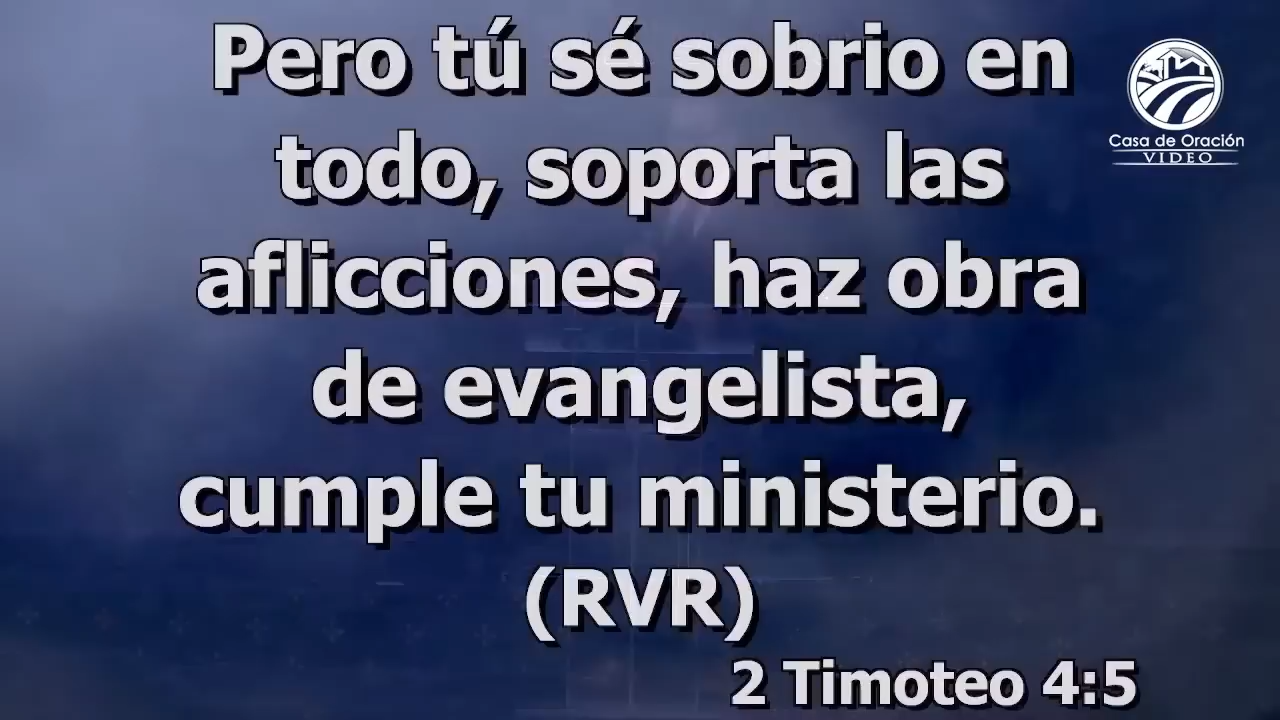 Pero tú sé sobrio en
todo, soporta las
aflicciones, haz obra
de evangelista,
cumple tu ministerio.
(RVR)
2 Timoteo 4:5
Casa de Oración
VIDEO